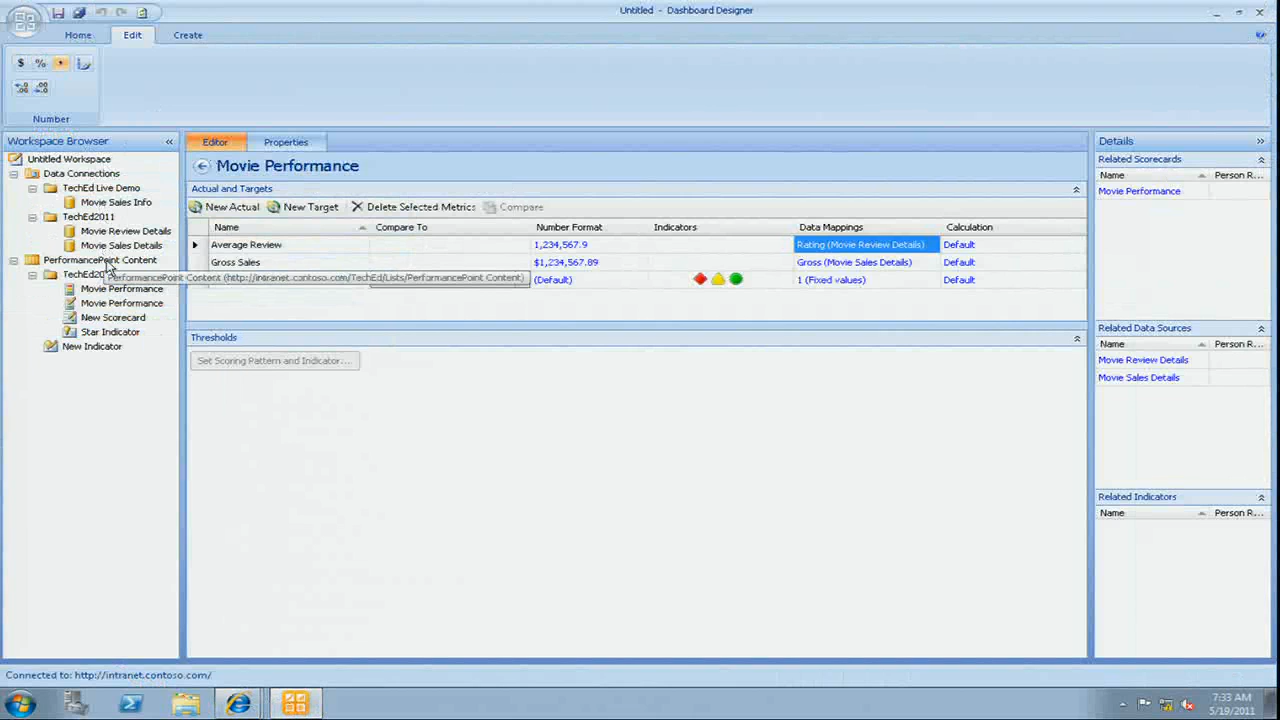 Untitled - Dashboard Designer
Home Edit Create
$ %
Number
Workspace Browser «
Untitled Workspace
Data Connections
TechEd Live Demo
Movie Sales Info
TechEd2011
Movie Review Details
Movie Sales Details
PerformancePoint Content
TechEd20
PerformancePoint Content (http://intranet.contoso.com/TechEd/Lists/PerformancePoint Content)
Movie Performance
Movie Performance
New Scorecard
Star Indicator
New Indicator
Editor Properties
Movie Performance
Actual and Targets
New Actual New Target Delete Selected Metrics Compare
Name Compare To Number Format Indicators Data Mappings Calculation
Average Review 1,234,567.9 Rating (Movie Review Details) Default
Gross Sales $1,234,567.89 Gross (Movie Sales Details) Default
(Default) 1 (Fixed values) Default
Thresholds
Set Scoring Pattern and Indicator...
Details »
Related Scorecards
Name Person R...
Movie Performance
Related Data Sources
Name Person R...
Movie Review Details
Movie Sales Details
Related Indicators
Name Person R...
Connected to: http://intranet.contoso.com/
7:33 AM
5/19/2011